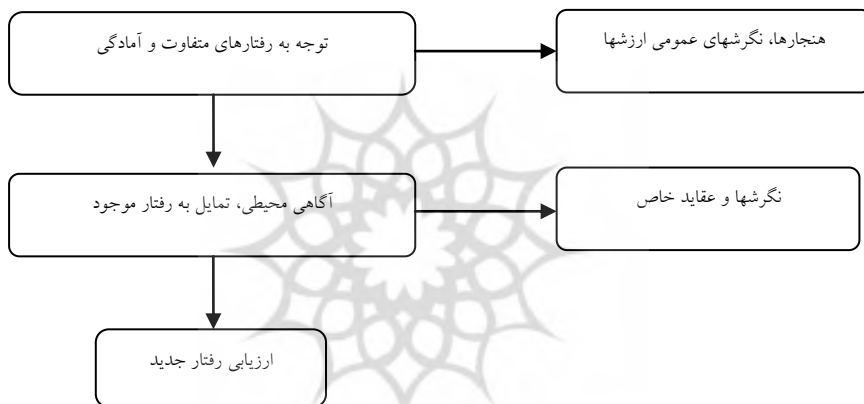 هنجارها، نگرشهای عمومی ارزشها
توجه به رفتارهای متفاوت و آمادگی
نگرشها و عقاید خاص
آگاهی محیطی، تمایل به رفتار موجود
ارزیابی رفتار جدید